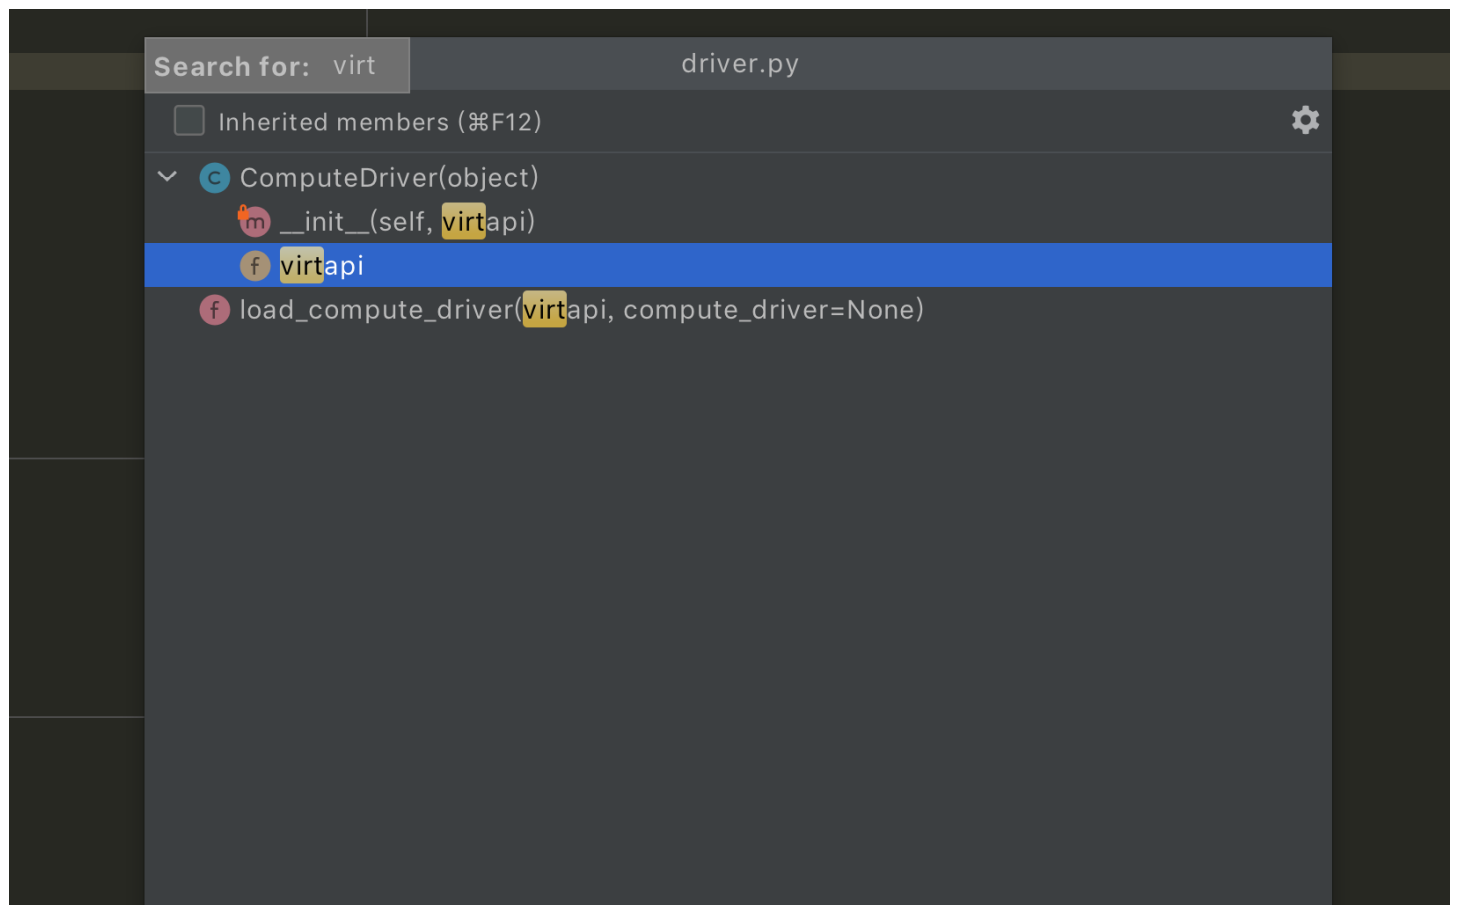 Search for: virt driver.py
Inherited members (⌘F12)
C ComputeDriver(object)
m __init__(self, virtapi)
f virtapi
f load_compute_driver(virtapi, compute_driver=None)